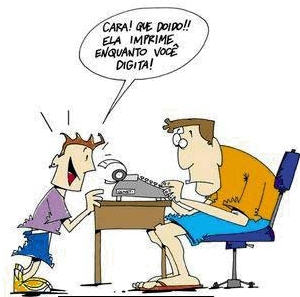 CARA! QUE DOIDO!!
ELA IMPRIME
ENQUANTO VOCÊ
DIGITA!